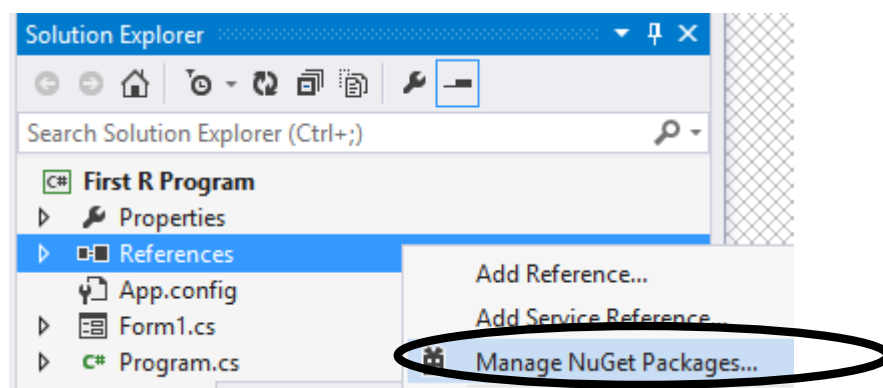 Solution Explorer
Search Solution Explorer (Ctrl+;)
C# First R Program
Properties
References
Add Reference...
App.config
Add Service Reference...
Form1.cs
C# Program.cs
Manage NuGet Packages...